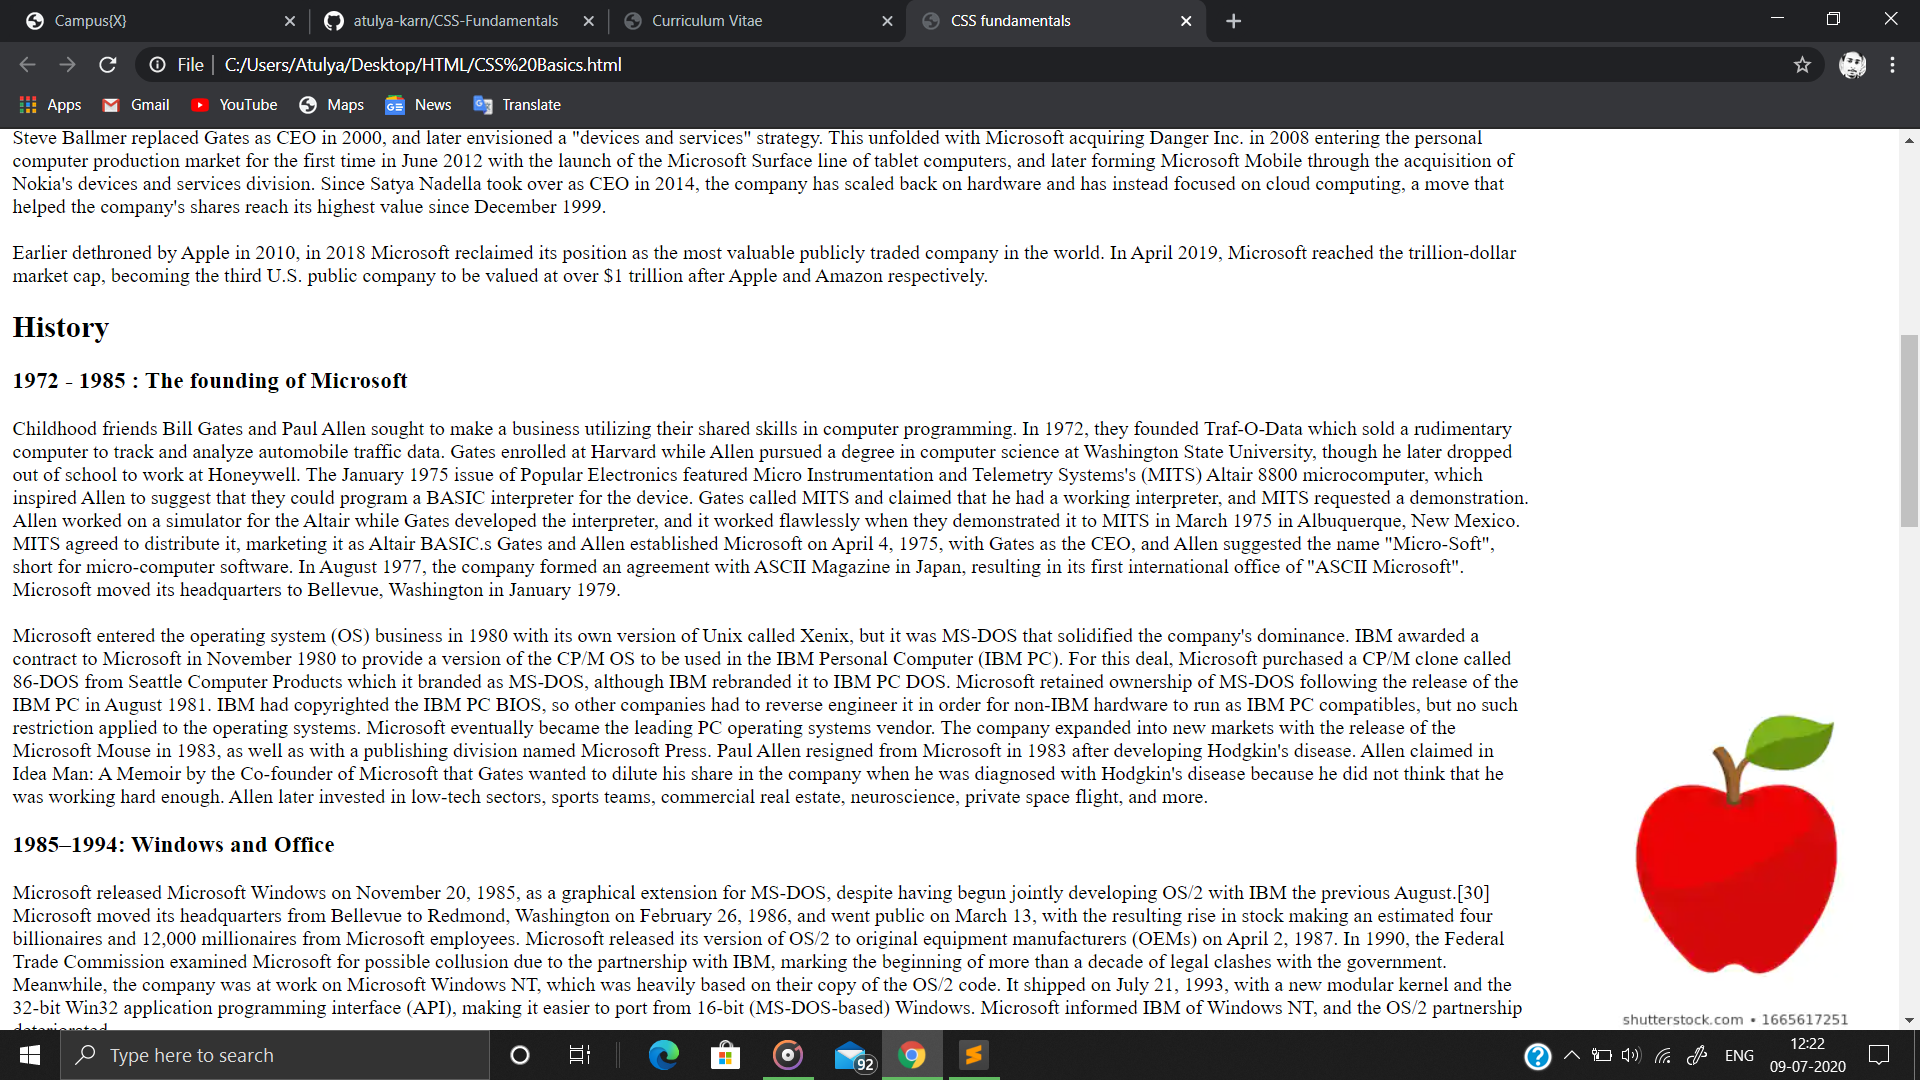 Campus{X}
atulya-karn/CSS-Fundamentals
Curriculum Vitae
CSS fundamentals
File
C:/Users/Atulya/Desktop/HTML/CSS%20Basics.html
Apps
Gmail
YouTube
Maps
News
Translate
Steve Ballmer replaced Gates as CEO in 2000, and later envisioned a "devices and services" strategy. This unfolded with Microsoft acquiring Danger Inc. in 2008 entering the personal
computer production market for the first time in June 2012 with the launch of the Microsoft Surface line of tablet computers, and later forming Microsoft Mobile through the acquisition of
Nokia's devices and services division. Since Satya Nadella took over as CEO in 2014, the company has scaled back on hardware and has instead focused on cloud computing, a move that
helped the company's shares reach its highest value since December 1999.
Earlier dethroned by Apple in 2010, in 2018 Microsoft reclaimed its position as the most valuable publicly traded company in the world. In April 2019, Microsoft reached the trillion-dollar
market cap, becoming the third U.S. public company to be valued at over $1 trillion after Apple and Amazon respectively.
History
1972 - 1985 : The founding of Microsoft
Childhood friends Bill Gates and Paul Allen sought to make a business utilizing their shared skills in computer programming. In 1972, they founded Traf-O-Data which sold a rudimentary
computer to track and analyze automobile traffic data. Gates enrolled at Harvard while Allen pursued a degree in computer science at Washington State University, though he later dropped
out of school to work at Honeywell. The January 1975 issue of Popular Electronics featured Micro Instrumentation and Telemetry Systems's (MITS) Altair 8800 microcomputer, which
inspired Allen to suggest that they could program a BASIC interpreter for the device. Gates called MITS and claimed that he had a working interpreter, and MITS requested a demonstration.
Allen worked on a simulator for the Altair while Gates developed the interpreter, and it worked flawlessly when they demonstrated it to MITS in March 1975 in Albuquerque, New Mexico.
MITS agreed to distribute it, marketing it as Altair BASIC.s Gates and Allen established Microsoft on April 4, 1975, with Gates as the CEO, and Allen suggested the name "Micro-Soft",
short for micro-computer software. In August 1977, the company formed an agreement with ASCII Magazine in Japan, resulting in its first international office of "ASCII Microsoft".
Microsoft moved its headquarters to Bellevue, Washington in January 1979.
Microsoft entered the operating system (OS) business in 1980 with its own version of Unix called Xenix, but it was MS-DOS that solidified the company's dominance. IBM awarded a
contract to Microsoft in November 1980 to provide a version of the CP/M OS to be used in the IBM Personal Computer (IBM PC). For this deal, Microsoft purchased a CP/M clone called
86-DOS from Seattle Computer Products which it branded as MS-DOS, although IBM rebranded it to IBM PC DOS. Microsoft retained ownership of MS-DOS following the release of the
IBM PC in August 1981. IBM had copyrighted the IBM PC BIOS, so other companies had to reverse engineer it in order for non-IBM hardware to run as IBM PC compatibles, but no such
restriction applied to the operating systems. Microsoft eventually became the leading PC operating systems vendor. The company expanded into new markets with the release of the
Microsoft Mouse in 1983, as well as with a publishing division named Microsoft Press. Paul Allen resigned from Microsoft in 1983 after developing Hodgkin's disease. Allen claimed in
Idea Man: A Memoir by the Co-founder of Microsoft that Gates wanted to dilute his share in the company when he was diagnosed with Hodgkin's disease because he did not think that he
was working hard enough. Allen later invested in low-tech sectors, sports teams, commercial real estate, neuroscience, private space flight, and more.
1985–1994: Windows and Office
Microsoft released Microsoft Windows on November 20, 1985, as a graphical extension for MS-DOS, despite having begun jointly developing OS/2 with IBM the previous August.[30]
Microsoft moved its headquarters from Bellevue to Redmond, Washington on February 26, 1986, and went public on March 13, with the resulting rise in stock making an estimated four
billionaires and 12,000 millionaires from Microsoft employees. Microsoft released its version of OS/2 to original equipment manufacturers (OEMs) on April 2, 1987. In 1990, the Federal
Trade Commission examined Microsoft for possible collusion due to the partnership with IBM, marking the beginning of more than a decade of legal clashes with the government.
Meanwhile, the company was at work on Microsoft Windows NT, which was heavily based on their copy of the OS/2 code. It shipped on July 21, 1993, with a new modular kernel and the
32-bit Win32 application programming interface (API), making it easier to port from 16-bit (MS-DOS-based) Windows. Microsoft informed IBM of Windows NT, and the OS/2 partnership
shutterstock.com • 1665617251
Type here to search
92
ENG
12:22
09-07-2020